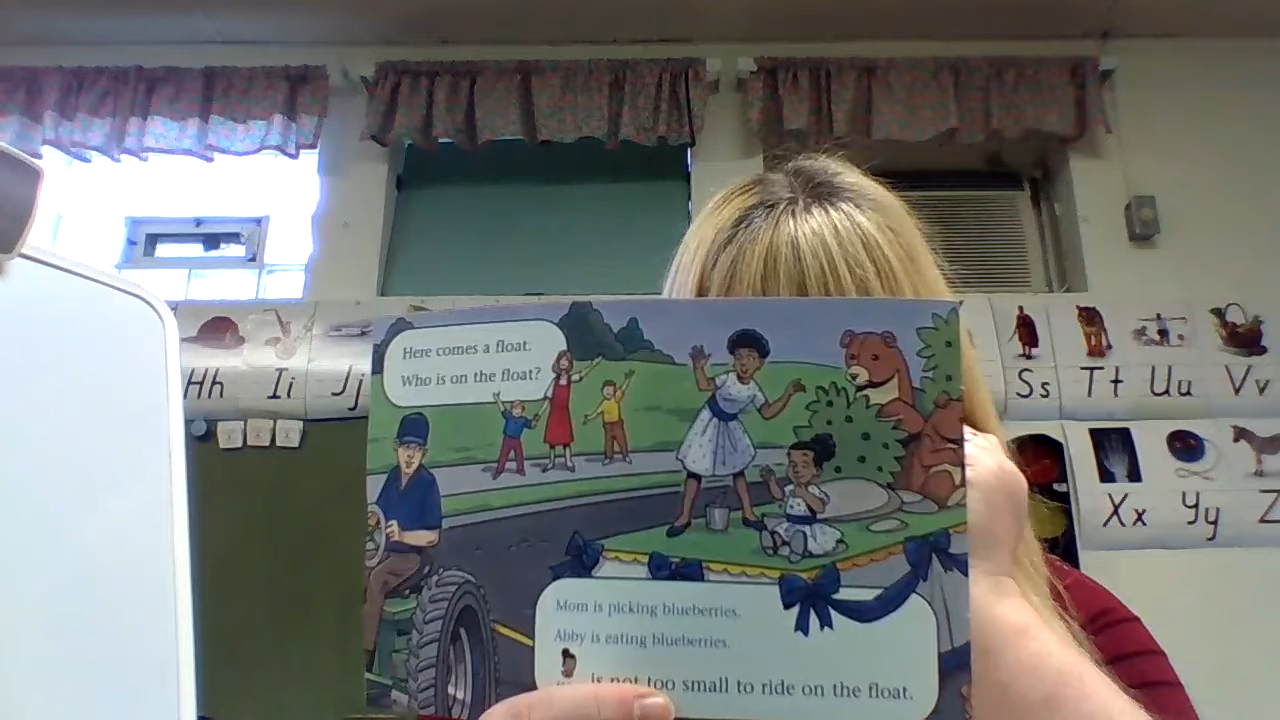 Here comes a float.
Who is on the float?
Mom is picking blueberries.
Abby is eating blueberries.
is not too small to ride on the float.
Hh Ii Jj
Ss Tt Uu Vv
Xx Yy Z